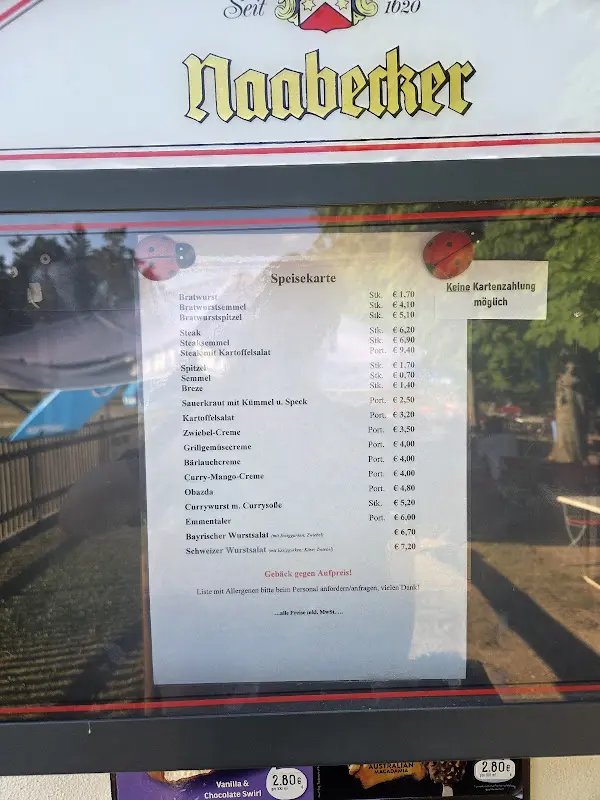 Seit 1620
Naabecker
Speisekarte
Keine Kartenzahlung
möglich
Bratwurst Stk. € 1,70
Bratwurstsemmel Stk. € 4,10
Bratwurstspitzel Stk. € 5,10
Steak Stk. € 6,20
Steaksemmel Stk. € 6,90
Steak mit Kartoffelsalat Port. € 9,40
Spitzel Stk. € 1,70
Semmel Stk. € 0,70
Breze Stk. € 1,40
Sauerkraut mit Kümmel u. Speck Port. € 2,50
Kartoffelsalat Port. € 3,20
Zwiebel-Creme Port. € 3,50
Grillgemüsecreme Port. € 4,00
Bärlauchcreme Port. € 4,00
Curry-Mango-Creme Port. € 4,00
Obazda Port. € 4,80
Currywurst m. Currysoße Stk. € 5,20
Emmentaler Port. € 6,00
Bayrischer Wurstsalat € 6,70
Schweizer Wurstsalat € 7,20
Gebäck gegen Aufpreis!
Liste mit Allergenen bitte beim Personal anfordern/anfragen, vielen Dank!
...alle Preise inkl. MwSt....
Vanilla &
Chocolate Swirl
2.80€
AUSTRALIAN
MACADAMIA
2.80€